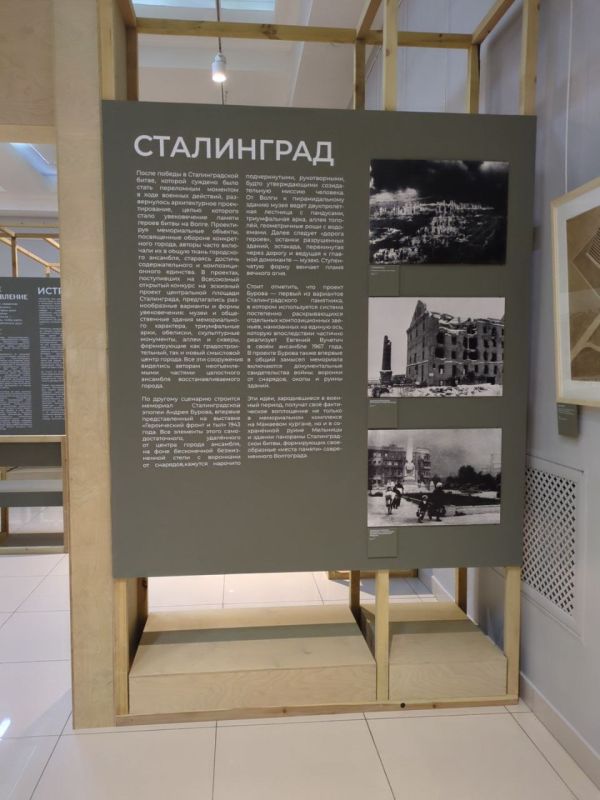 СТАЛИНГРАД
После победы в Сталинградской
битве, которой суждено было
стать переломным моментом
в ходе военных действий, раз-
вернулось архитектурное проек-
тирование, целью которого
стало увековечение памяти
героев битвы на Волге. Проекти-
руя мемориальные объекты,
посвященные обороне конкрет-
ного города, авторы часто вклю-
чали их в общую ткань городско-
го ансамбля, стараясь достичь
содержательного и композици-
онного единства. В проектах,
поступивших на Всесоюзный
открытый конкурс на эскизный
проект центральной площади
Сталинграда, предлагались раз-
нообразные варианты и формы
увековечения: музеи и обще-
ственные здания мемориально-
го характера, триумфальные
арки, обелиски, скульптурные
монументы, аллеи и скверы,
формирующие как градострои-
тельный, так и новый смысловой
центр города. Все эти сооружения
виделись авторам неотъемле-
мыми частями целостного
ансамбля восстанавливаемого
города.
По другому сценарию строится
мемориал Сталинградской
эпопеи Андрея Бурова, впервые
представленный на выставке
«Героический фронт и тыл» 1943
года. Все элементы этого само-
достаточного, удалённого
от центра города ансамбля,
на фоне бесконечной безжиз-
ненной степи с воронками
от снарядов,кажутся нарочито
подчеркнутыми, рукотворными,
будто утверждающими созида-
тельную миссию человека.
От Волги к пирамидальному
зданию музея ведёт двухпролёт-
ная лестница с пандусами,
триумфальная арка, аллея топо-
лей, геометричные рощи с водо-
ёмами. Далее следует «дорога
героев», останки разрушенных
зданий, эстакада, перекинутая
через дорогу и ведущая к глав-
ной доминанте — музею. Ступен-
чатую форму венчает пламя
вечного огня.
Стоит отметить, что проект
Бурова — первый из вариантов
Сталинградского памятника,
в котором используется система
постепенно раскрывающихся
отдельных композиционных зве-
ньев, нанизанных на единую ось,
которую впоследствии частично
реализует Евгений Вучетич
в своём ансамбле 1967 года.
В проекте Бурова также впервые
в общий замысел мемориала
включаются документальные
свидетельства войны: воронки
от снарядов, окопы и руины
зданий.
Эти идеи, зародившиеся в воен-
ный период, получат свое факти-
ческое воплощение не только
в мемориальном комплексе
на Мамаевом кургане, но и в со-
хранённой руине Мельницы
и здании панорамы Сталинград-
ской битвы, формирующих свое-
образные «места памяти» совре-
менного Волгограда.